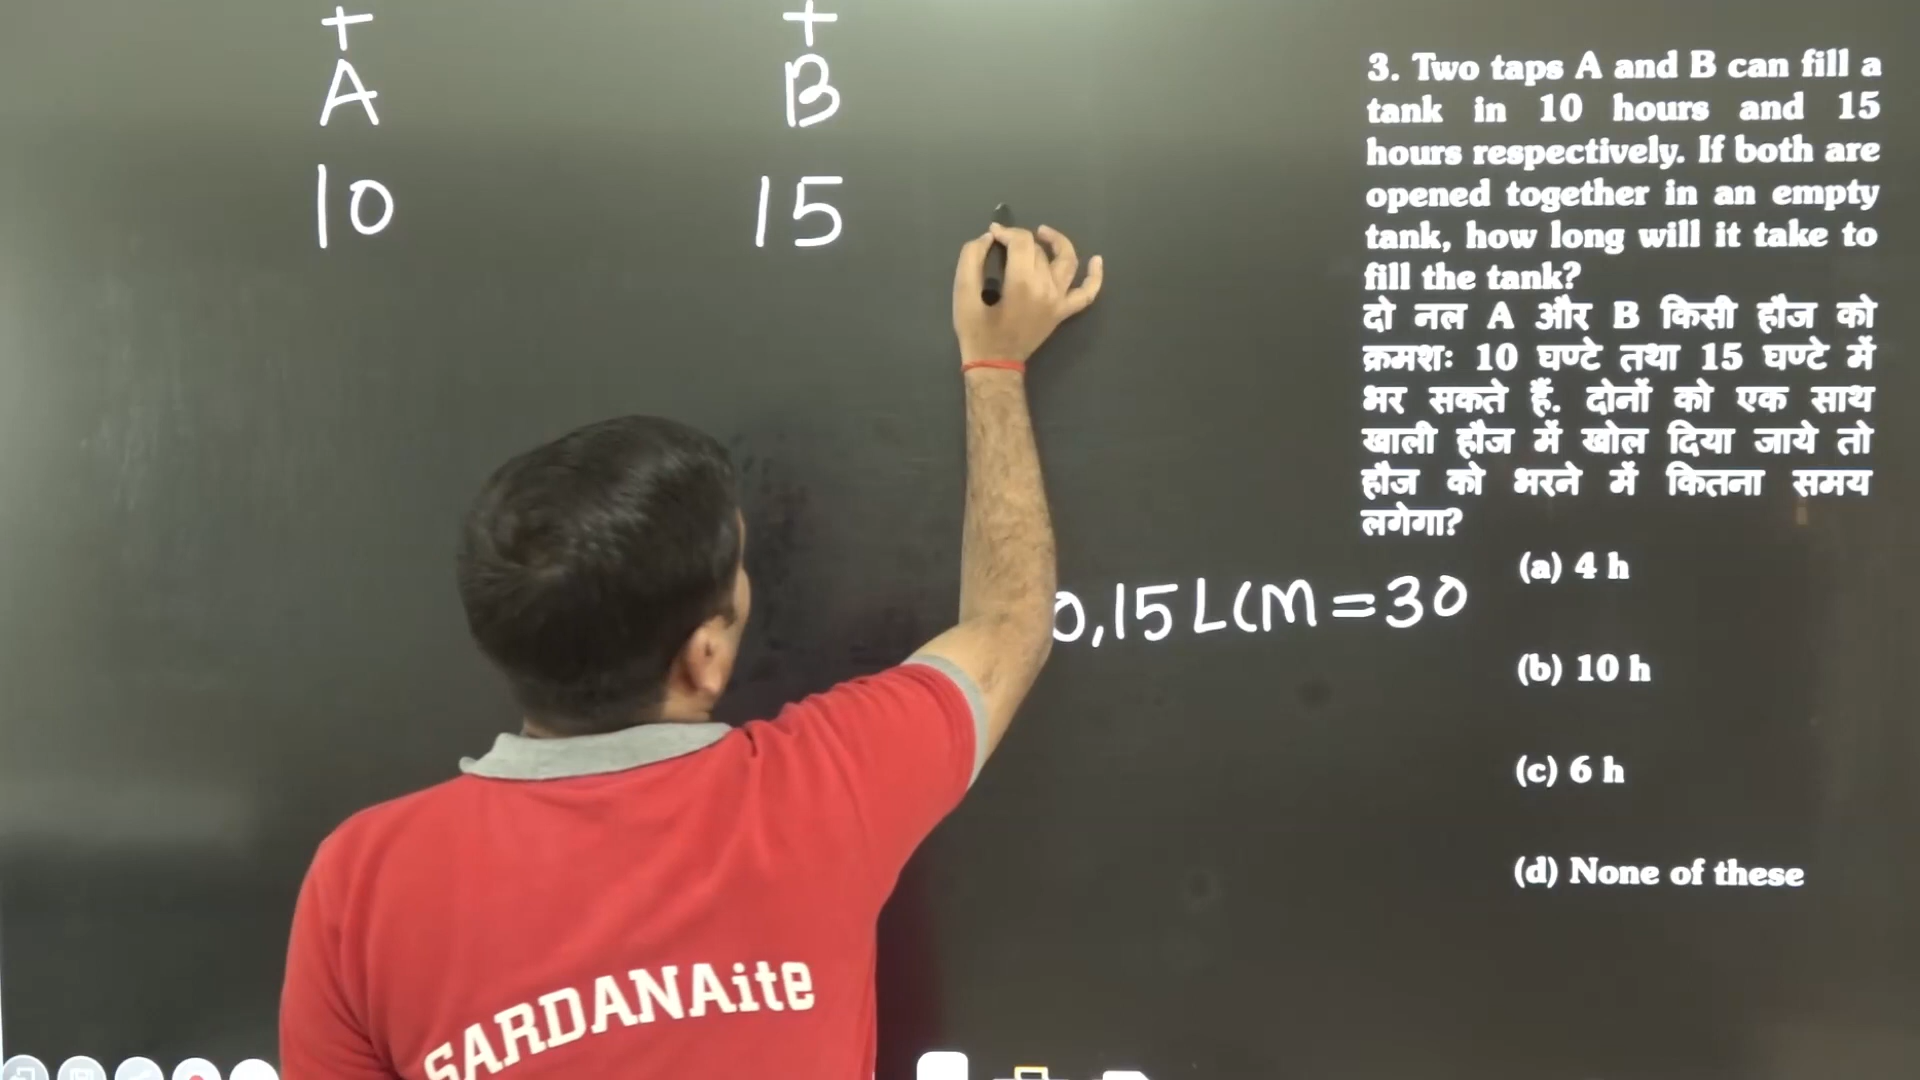 + +
A B
10 15
3. Two taps A and B can fill a
tank in 10 hours and 15
hours respectively. If both are
opened together in an empty
tank, how long will it take to
fill the tank?
दो नल A और B किसी हौज को
क्रमशः 10 घण्टे तथा 15 घण्टे में
भर सकते हैं. दोनों को एक साथ
खाली हौज में खोल दिया जाये तो
हौज को भरने में कितना समय
लगेगा?
(a) 4 h
0,15 LCM = 30
(b) 10 h
(c) 6 h
(d) None of these
SARDANAite